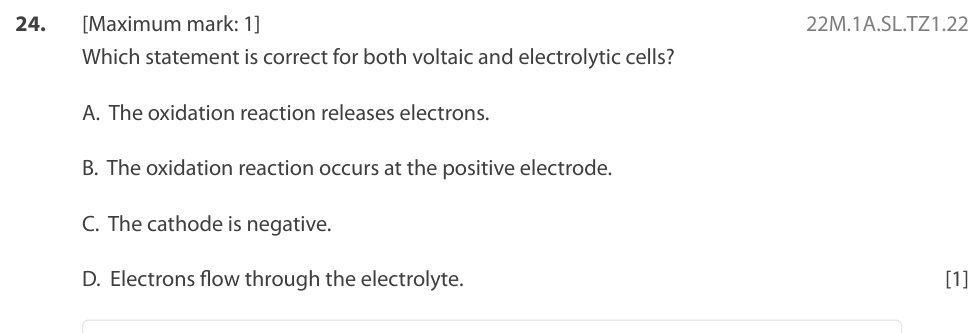 24. [Maximum mark: 1] 22M.1A.SL.TZ1.22
Which statement is correct for both voltaic and electrolytic cells?
A. The oxidation reaction releases electrons.
B. The oxidation reaction occurs at the positive electrode.
C. The cathode is negative.
D. Electrons flow through the electrolyte. [1]